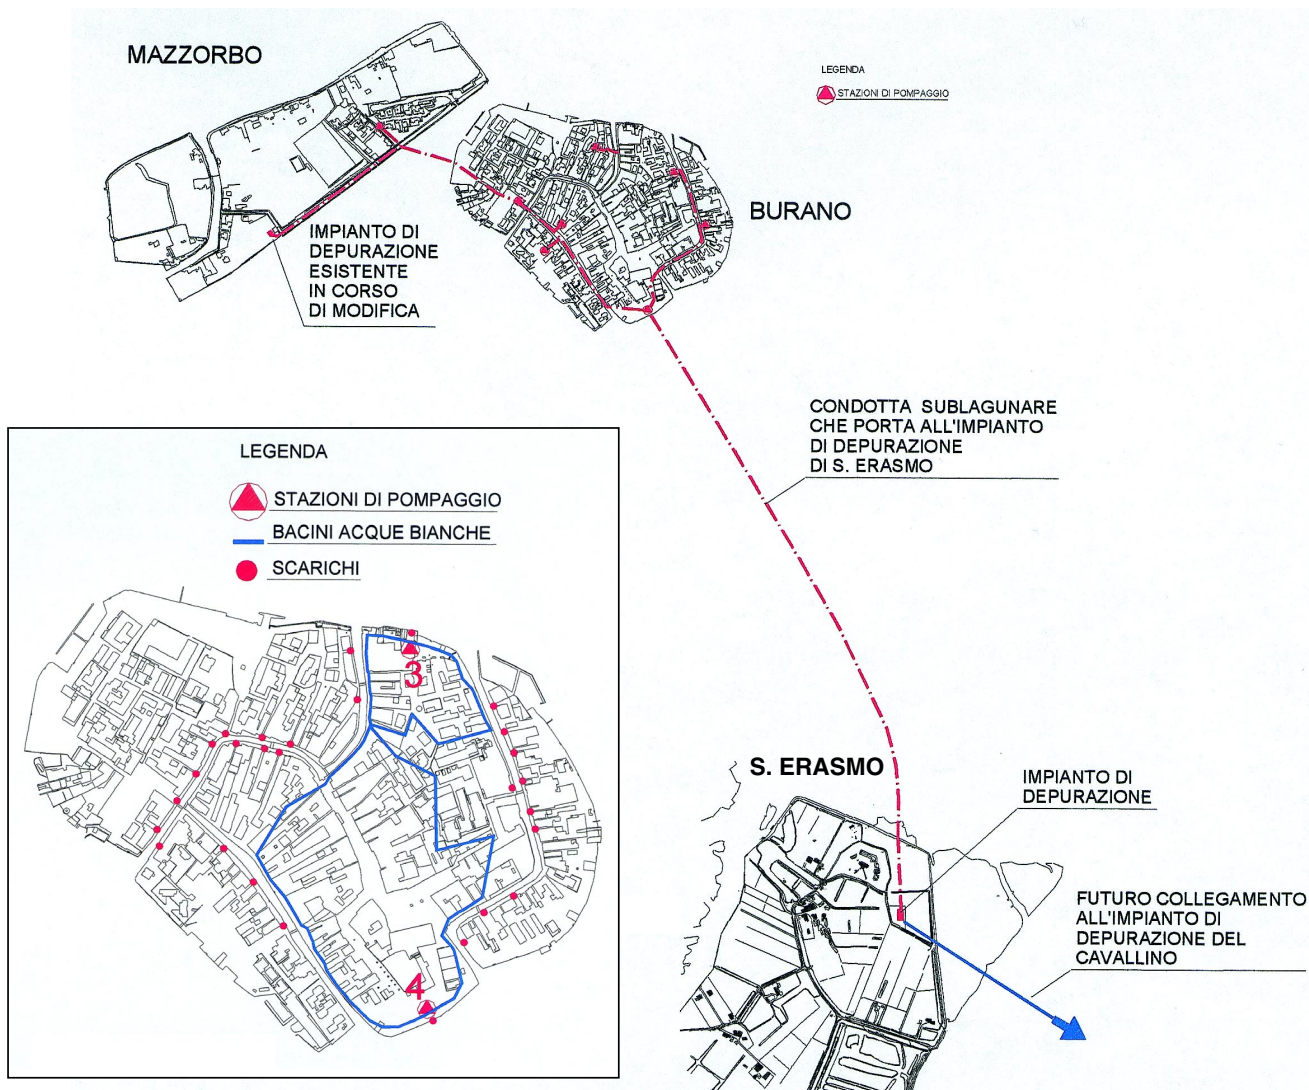 MAZZORBO
LEGENDA
STAZIONI DI POMPAGGIO
BURANO
IMPIANTO DI
DEPURAZIONE
ESISTENTE
IN CORSO
DI MODIFICA
CONDOTTA SUBLAGUNARE
CHE PORTA ALL'IMPIANTO
DI DEPURAZIONE
DI S. ERASMO
LEGENDA
STAZIONI DI POMPAGGIO
BACINI ACQUE BIANCHE
SCARICHI
3
4
S. ERASMO
IMPIANTO DI
DEPURAZIONE
FUTURO COLLEGAMENTO
ALL'IMPIANTO DI
DEPURAZIONE DEL
CAVALLINO